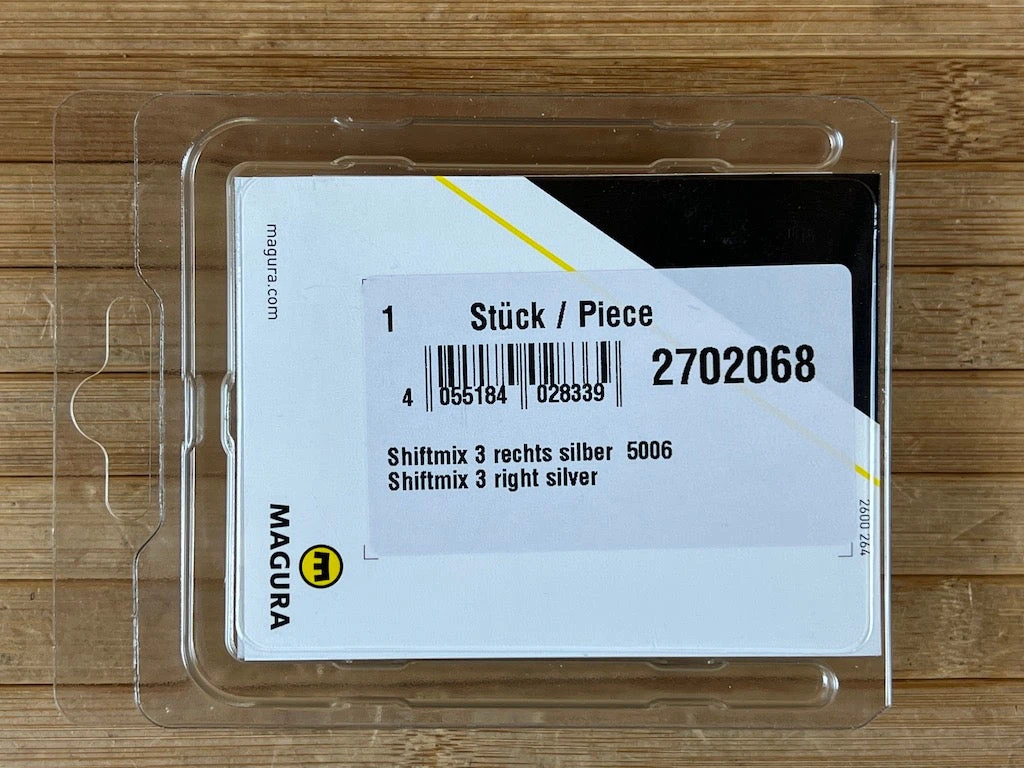 magura.com
1 Stück / Piece
4 055184 028339
2702068
Shiftmix 3 rechts silber 5006
Shiftmix 3 right silver
2600 264
MAGURA